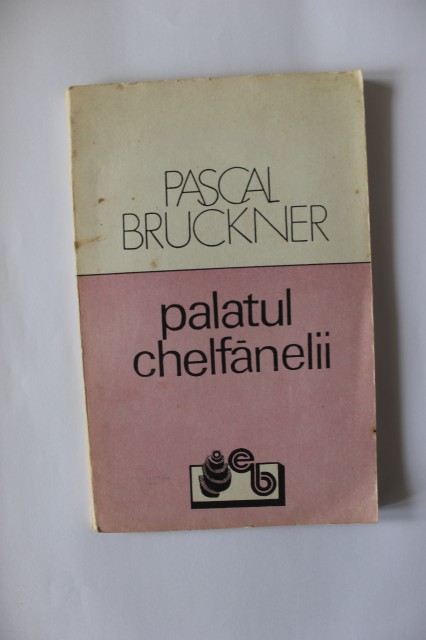 PASCAL
BRUCKNER
palatul
chelfănelii
eb